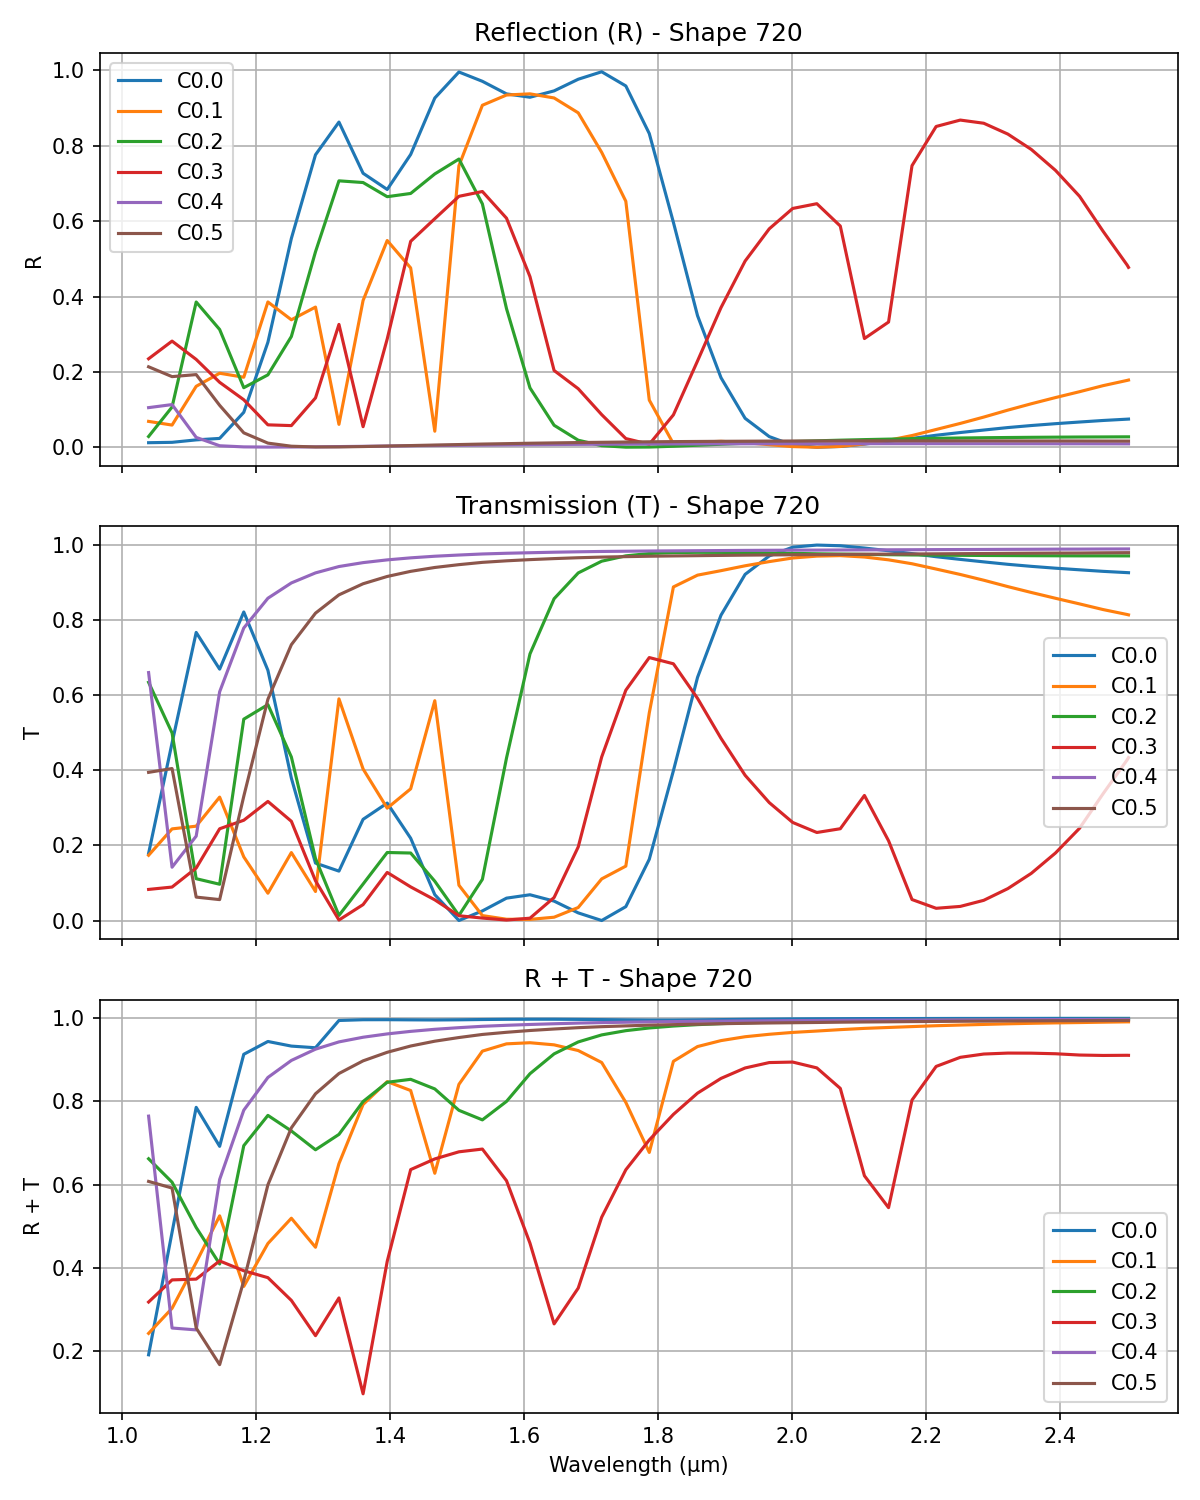 Reflection (R) - Shape 720
1.0
0.8
0.6
0.4
0.2
0.0
R
C0.0
C0.1
C0.2
C0.3
C0.4
C0.5
Transmission (T) - Shape 720
1.0
0.8
0.6
0.4
0.2
0.0
T
C0.0
C0.1
C0.2
C0.3
C0.4
C0.5
R + T - Shape 720
1.0
0.8
0.6
0.4
0.2
R + T
C0.0
C0.1
C0.2
C0.3
C0.4
C0.5
1.0 1.2 1.4 1.6 1.8 2.0 2.2 2.4
Wavelength (μm)